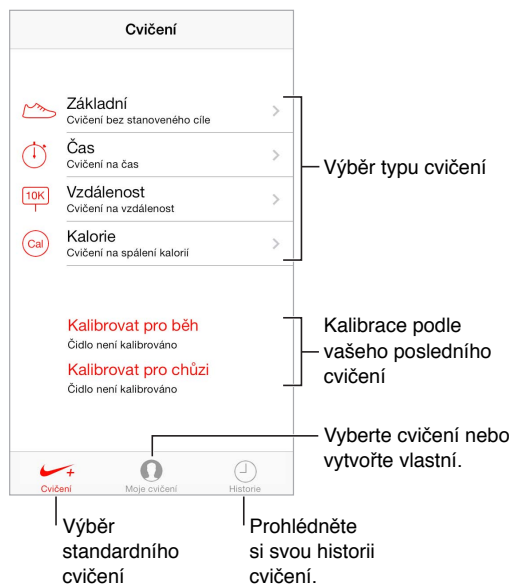 Cvičení
Základní
Cvičení bez stanoveného cíle
Čas
Cvičení na čas
10K
Vzdálenost
Cvičení na vzdálenost
Cal
Kalorie
Cvičení na spálení kalorií
Výběr typu cvičení
Kalibrovat pro běh
Čidlo není kalibrováno
Kalibrovat pro chůzi
Čidlo není kalibrováno
Kalibrace podle
vašeho posledního
cvičení
Vyberte cvičení nebo
vytvořte vlastní.
Cvičení
Moje cvičení
Historie
Výběr
standardního
cvičení
Prohlédněte
si svou historii
cvičení.